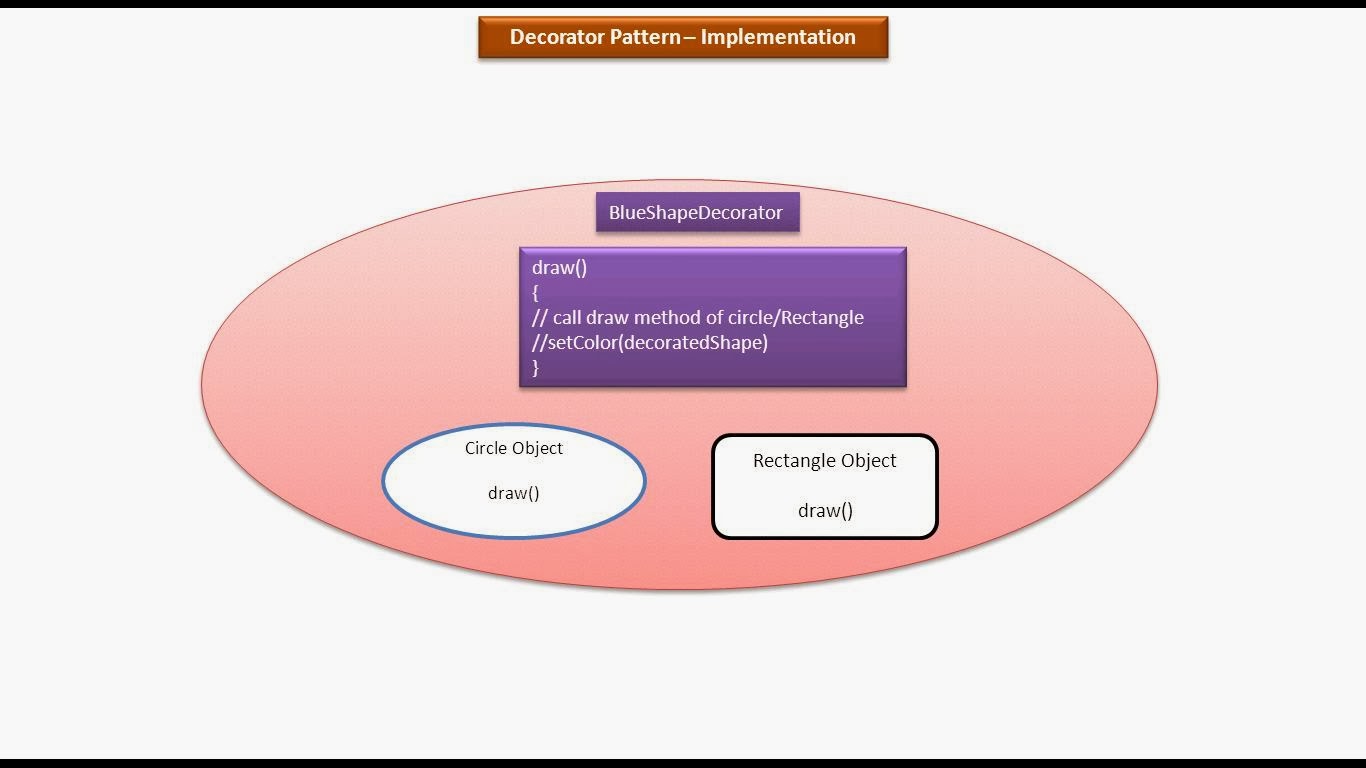 Decorator Pattern – Implementation
BlueShapeDecorator
draw()
{
// call draw method of circle/Rectangle
//setColor(decoratedShape)
}
Circle Object
draw()
Rectangle Object
draw()